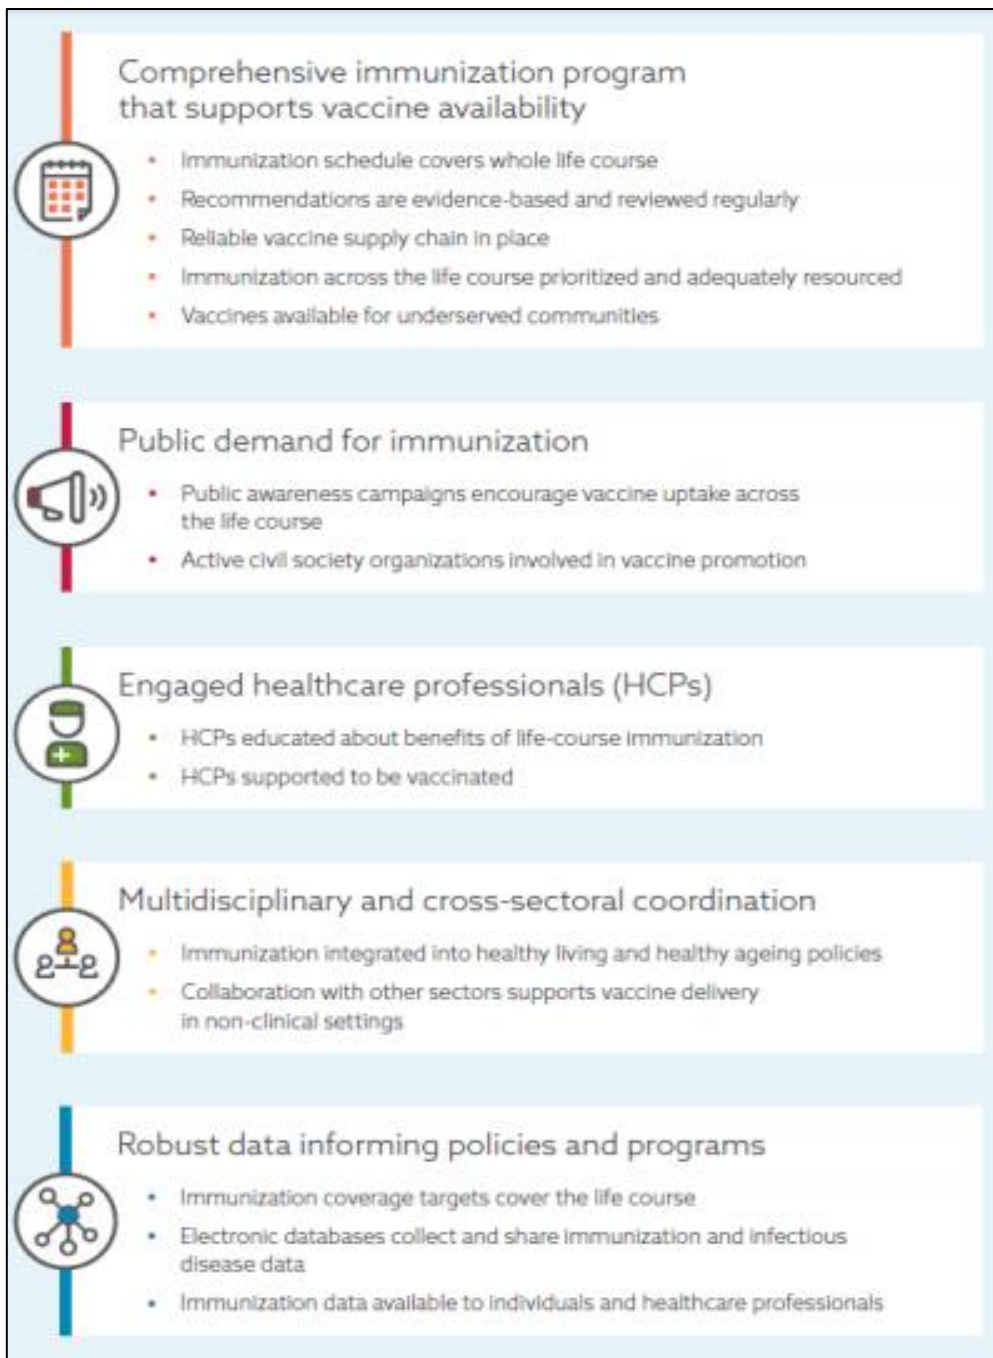 Comprehensive immunization program
that supports vaccine availability
• Immunization schedule covers whole life course
• Recommendations are evidence-based and reviewed regularly
• Reliable vaccine supply chain in place
• Immunization across the life course prioritized and adequately resourced
• Vaccines available for underserved communities
Public demand for immunization
• Public awareness campaigns encourage vaccine uptake across
the life course
• Active civil society organizations involved in vaccine promotion
Engaged healthcare professionals (HCPs)
• HCPs educated about benefits of life-course immunization
• HCPs supported to be vaccinated
Multidisciplinary and cross-sectoral coordination
• Immunization integrated into healthy living and healthy ageing policies
• Collaboration with other sectors supports vaccine delivery
in non-clinical settings
Robust data informing policies and programs
• Immunization coverage targets cover the life course
• Electronic databases collect and share immunization and infectious
disease data
• Immunization data available to individuals and healthcare professionals